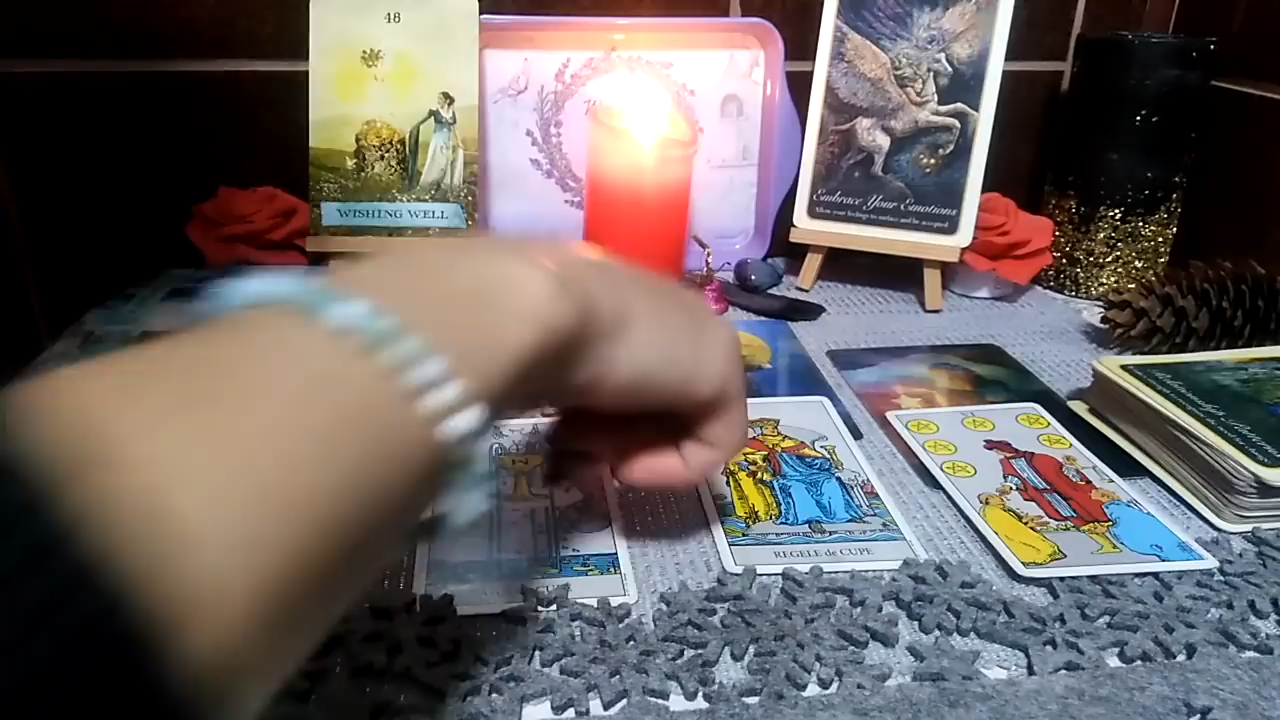 48
WISHING WELL
Embrace Your Emotions
Allow your feelings to surface and be accepted
REGELE de CUPE